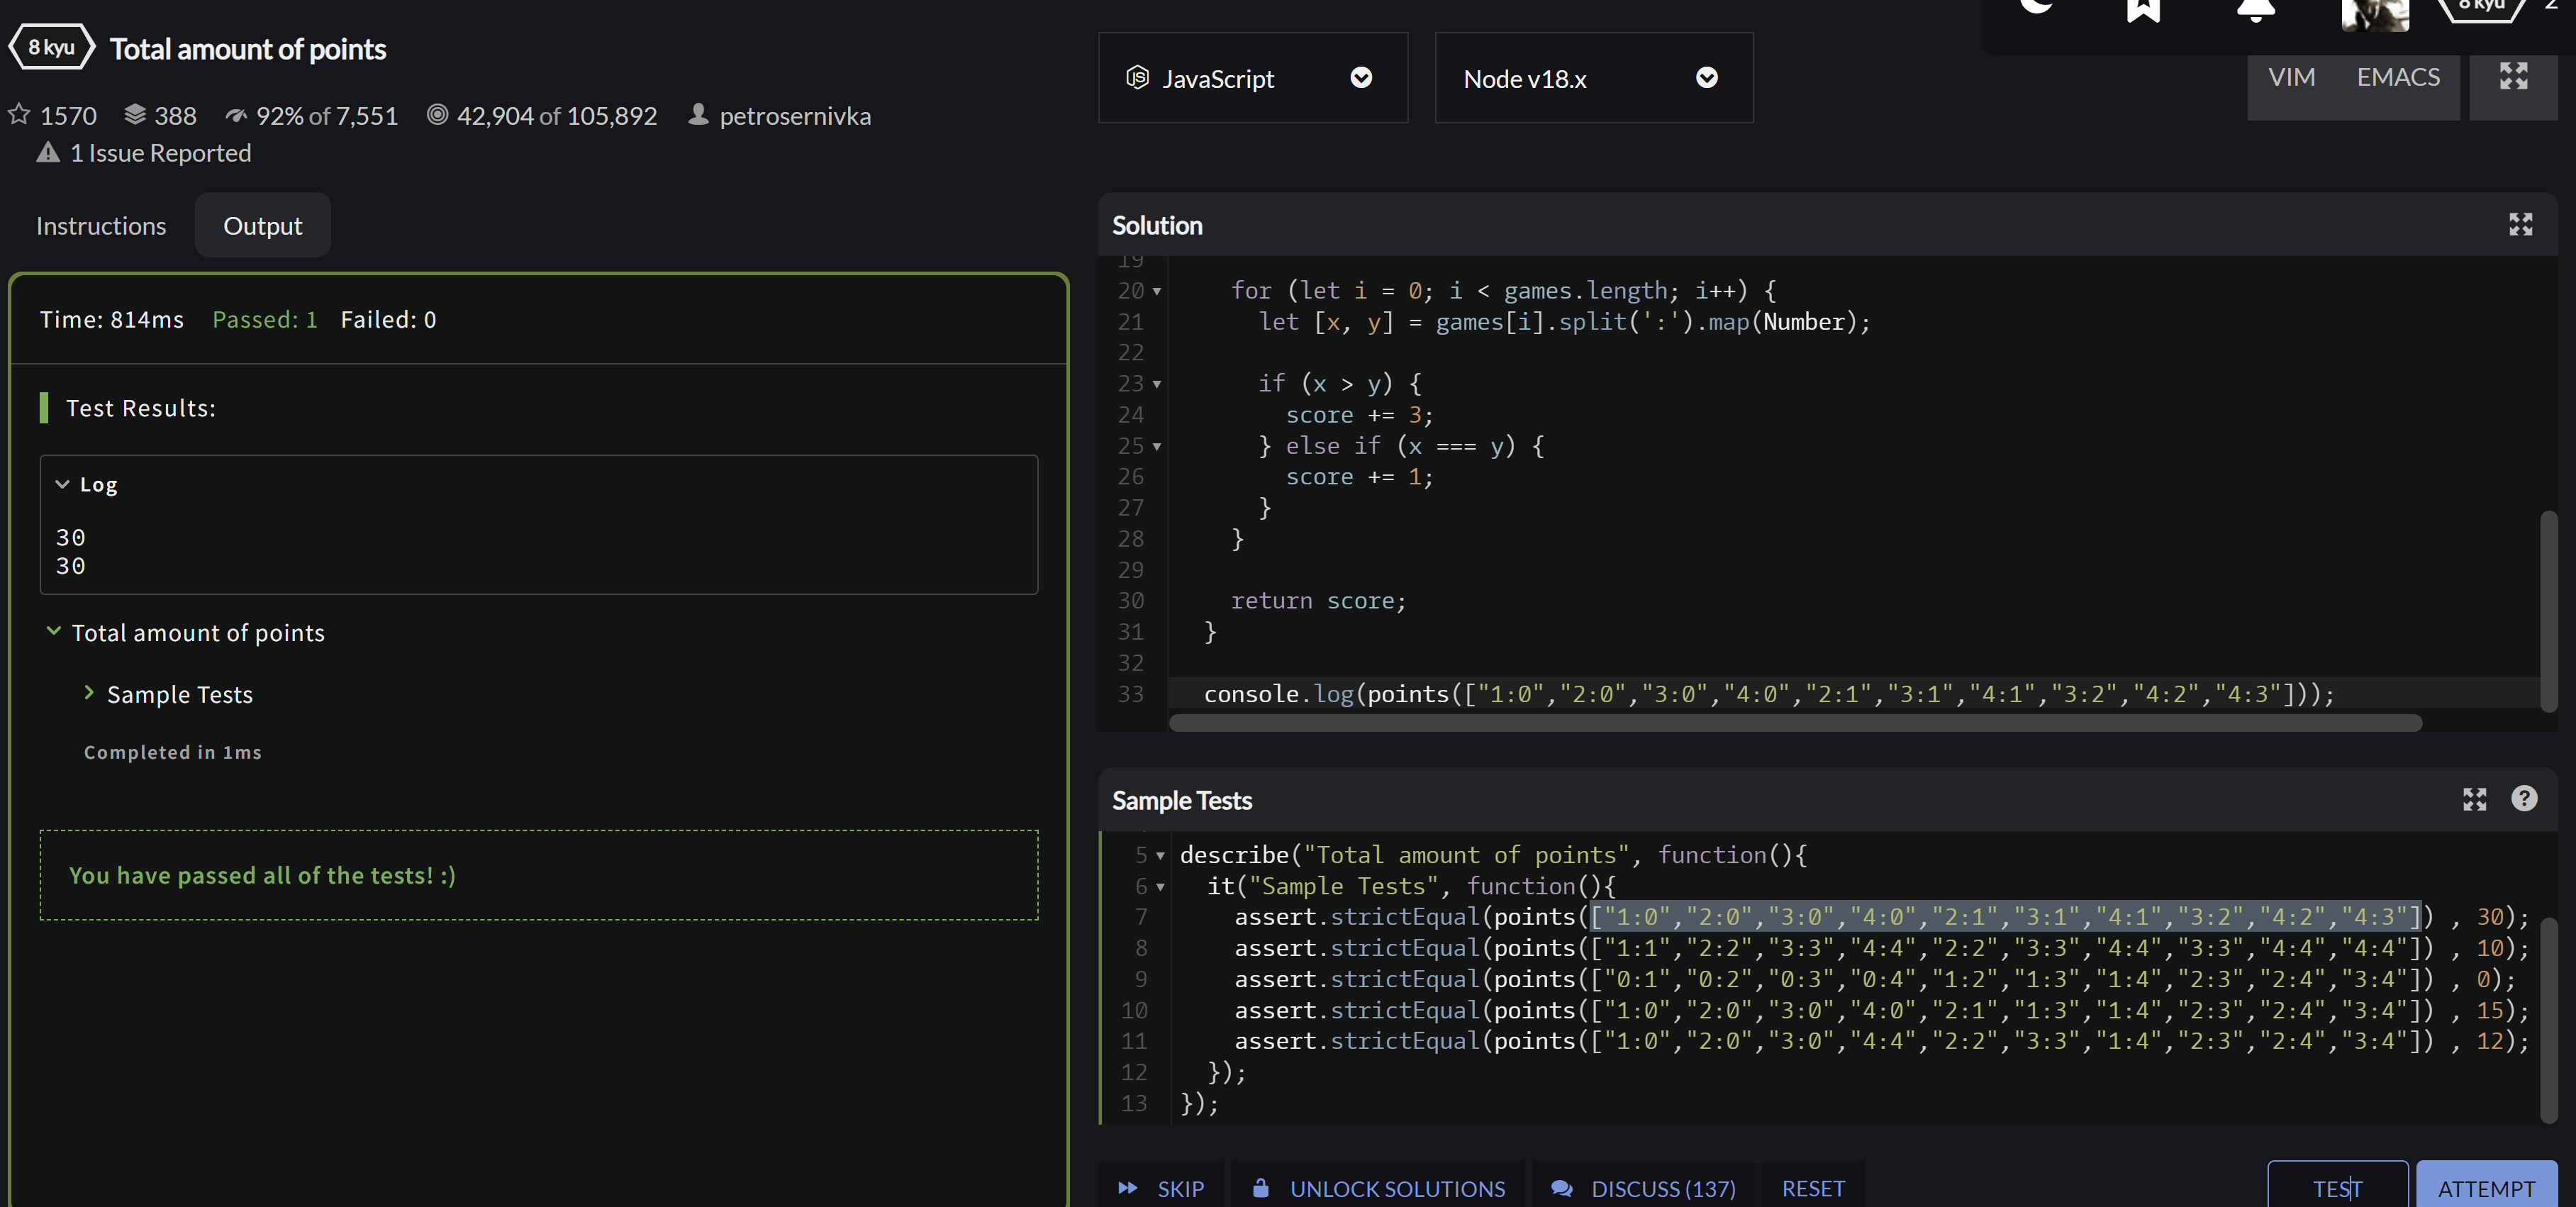 8 kyu Total amount of points
1570 388 92% of 7,551 42,904 of 105,892 petrosernivka
1 Issue Reported
Instructions Output
Time: 814ms Passed: 1 Failed: 0
Test Results:
Log
30
30
Total amount of points
Sample Tests
Completed in 1ms
You have passed all of the tests! :)
JavaScript Node v18.x
8 kyu 2
VIM EMACS
Solution
19
20 for (let i = 0; i < games.length; i++) {
21 let [x, y] = games[i].split(':').map(Number);
22
23 if (x > y) {
24 score += 3;
25 } else if (x === y) {
26 score += 1;
27 }
28 }
29
30 return score;
31 }
32
33 console.log(points(["1:0","2:0","3:0","4:0","2:1","3:1","4:1","3:2","4:2","4:3"]));
Sample Tests
5 describe("Total amount of points", function(){
6 it("Sample Tests", function(){
7 assert.strictEqual(points(["1:0","2:0","3:0","4:0","2:1","3:1","4:1","3:2","4:2","4:3"]) , 30);
8 assert.strictEqual(points(["1:1","2:2","3:3","4:4","2:2","3:3","4:4","3:3","4:4","4:4"]) , 10);
9 assert.strictEqual(points(["0:1","0:2","0:3","0:4","1:2","1:3","1:4","2:3","2:4","3:4"]) , 0);
10 assert.strictEqual(points(["1:0","2:0","3:0","4:0","2:1","1:3","1:4","2:3","2:4","3:4"]) , 15);
11 assert.strictEqual(points(["1:0","2:0","3:0","4:4","2:2","3:3","1:4","2:3","2:4","3:4"]) , 12);
12 });
13 });
SKIP UNLOCK SOLUTIONS DISCUSS (137) RESET TEST ATTEMPT